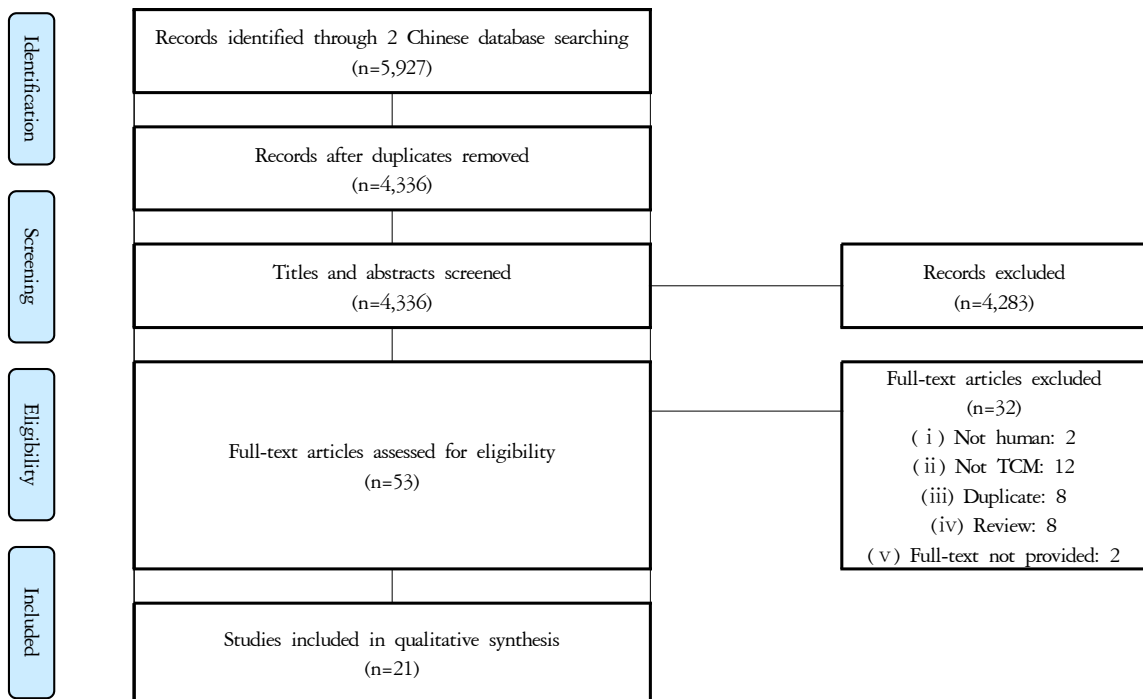 Identification
Records identified through 2 Chinese database searching
(n=5,927)
Records after duplicates removed
(n=4,336)
Screening
Titles and abstracts screened
(n=4,336)
Records excluded
(n=4,283)
Eligibility
Full-text articles assessed for eligibility
(n=53)
Full-text articles excluded
(n=32)
(ⅰ) Not human: 2
(ⅱ) Not TCM: 12
(ⅲ) Duplicate: 8
(ⅳ) Review: 8
(ⅴ) Full-text not provided: 2
Included
Studies included in qualitative synthesis
(n=21)